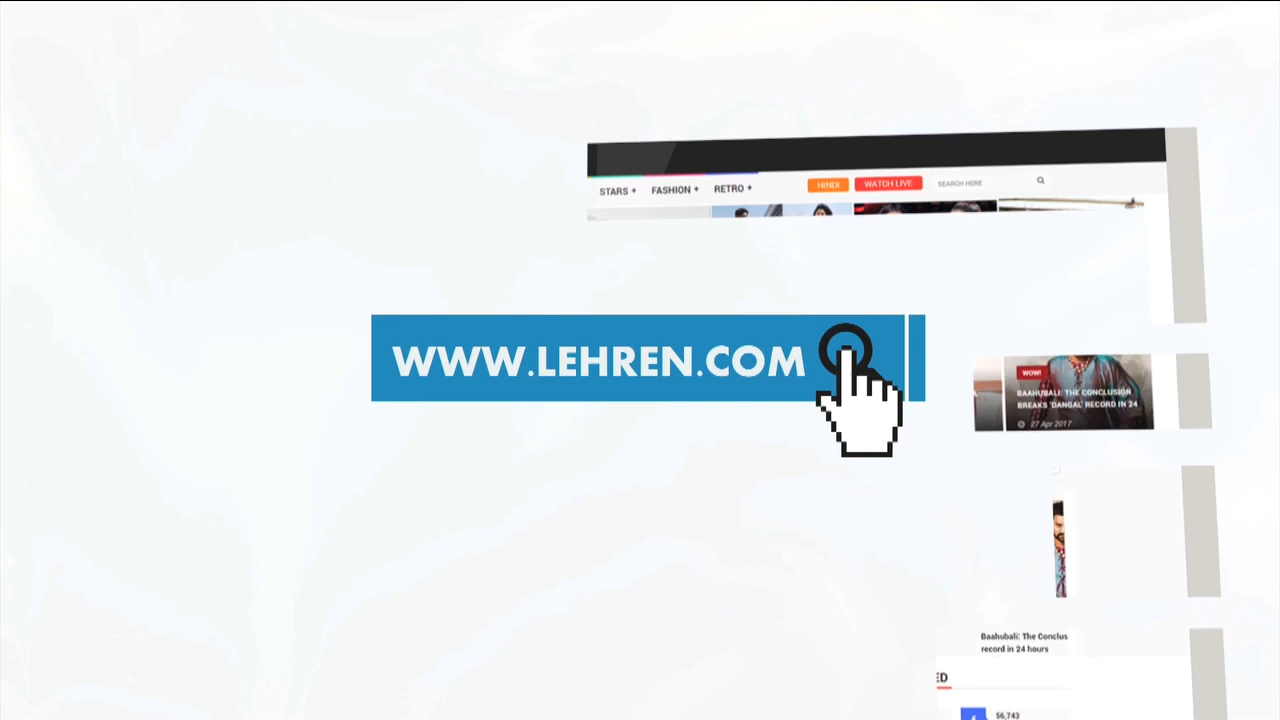 STARS + FASHION + RETRO + HINDI WATCH LIVE SEARCH HERE
WWW.LEHREN.COM
WOW!
BAAHUBALI: THE CONCLUSION
BREAKS 'DANGAL' RECORD IN 24
27 Apr 2017
Baahubali: The Conclus
record in 24 hours
ED
56,743